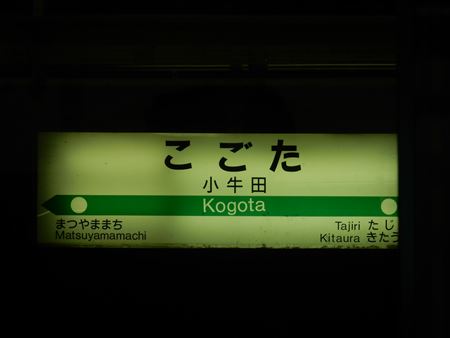 こごた
小牛田
Kogota
まつやままち
Matsuyamamachi
Tajiri たじ
Kitaura きたう